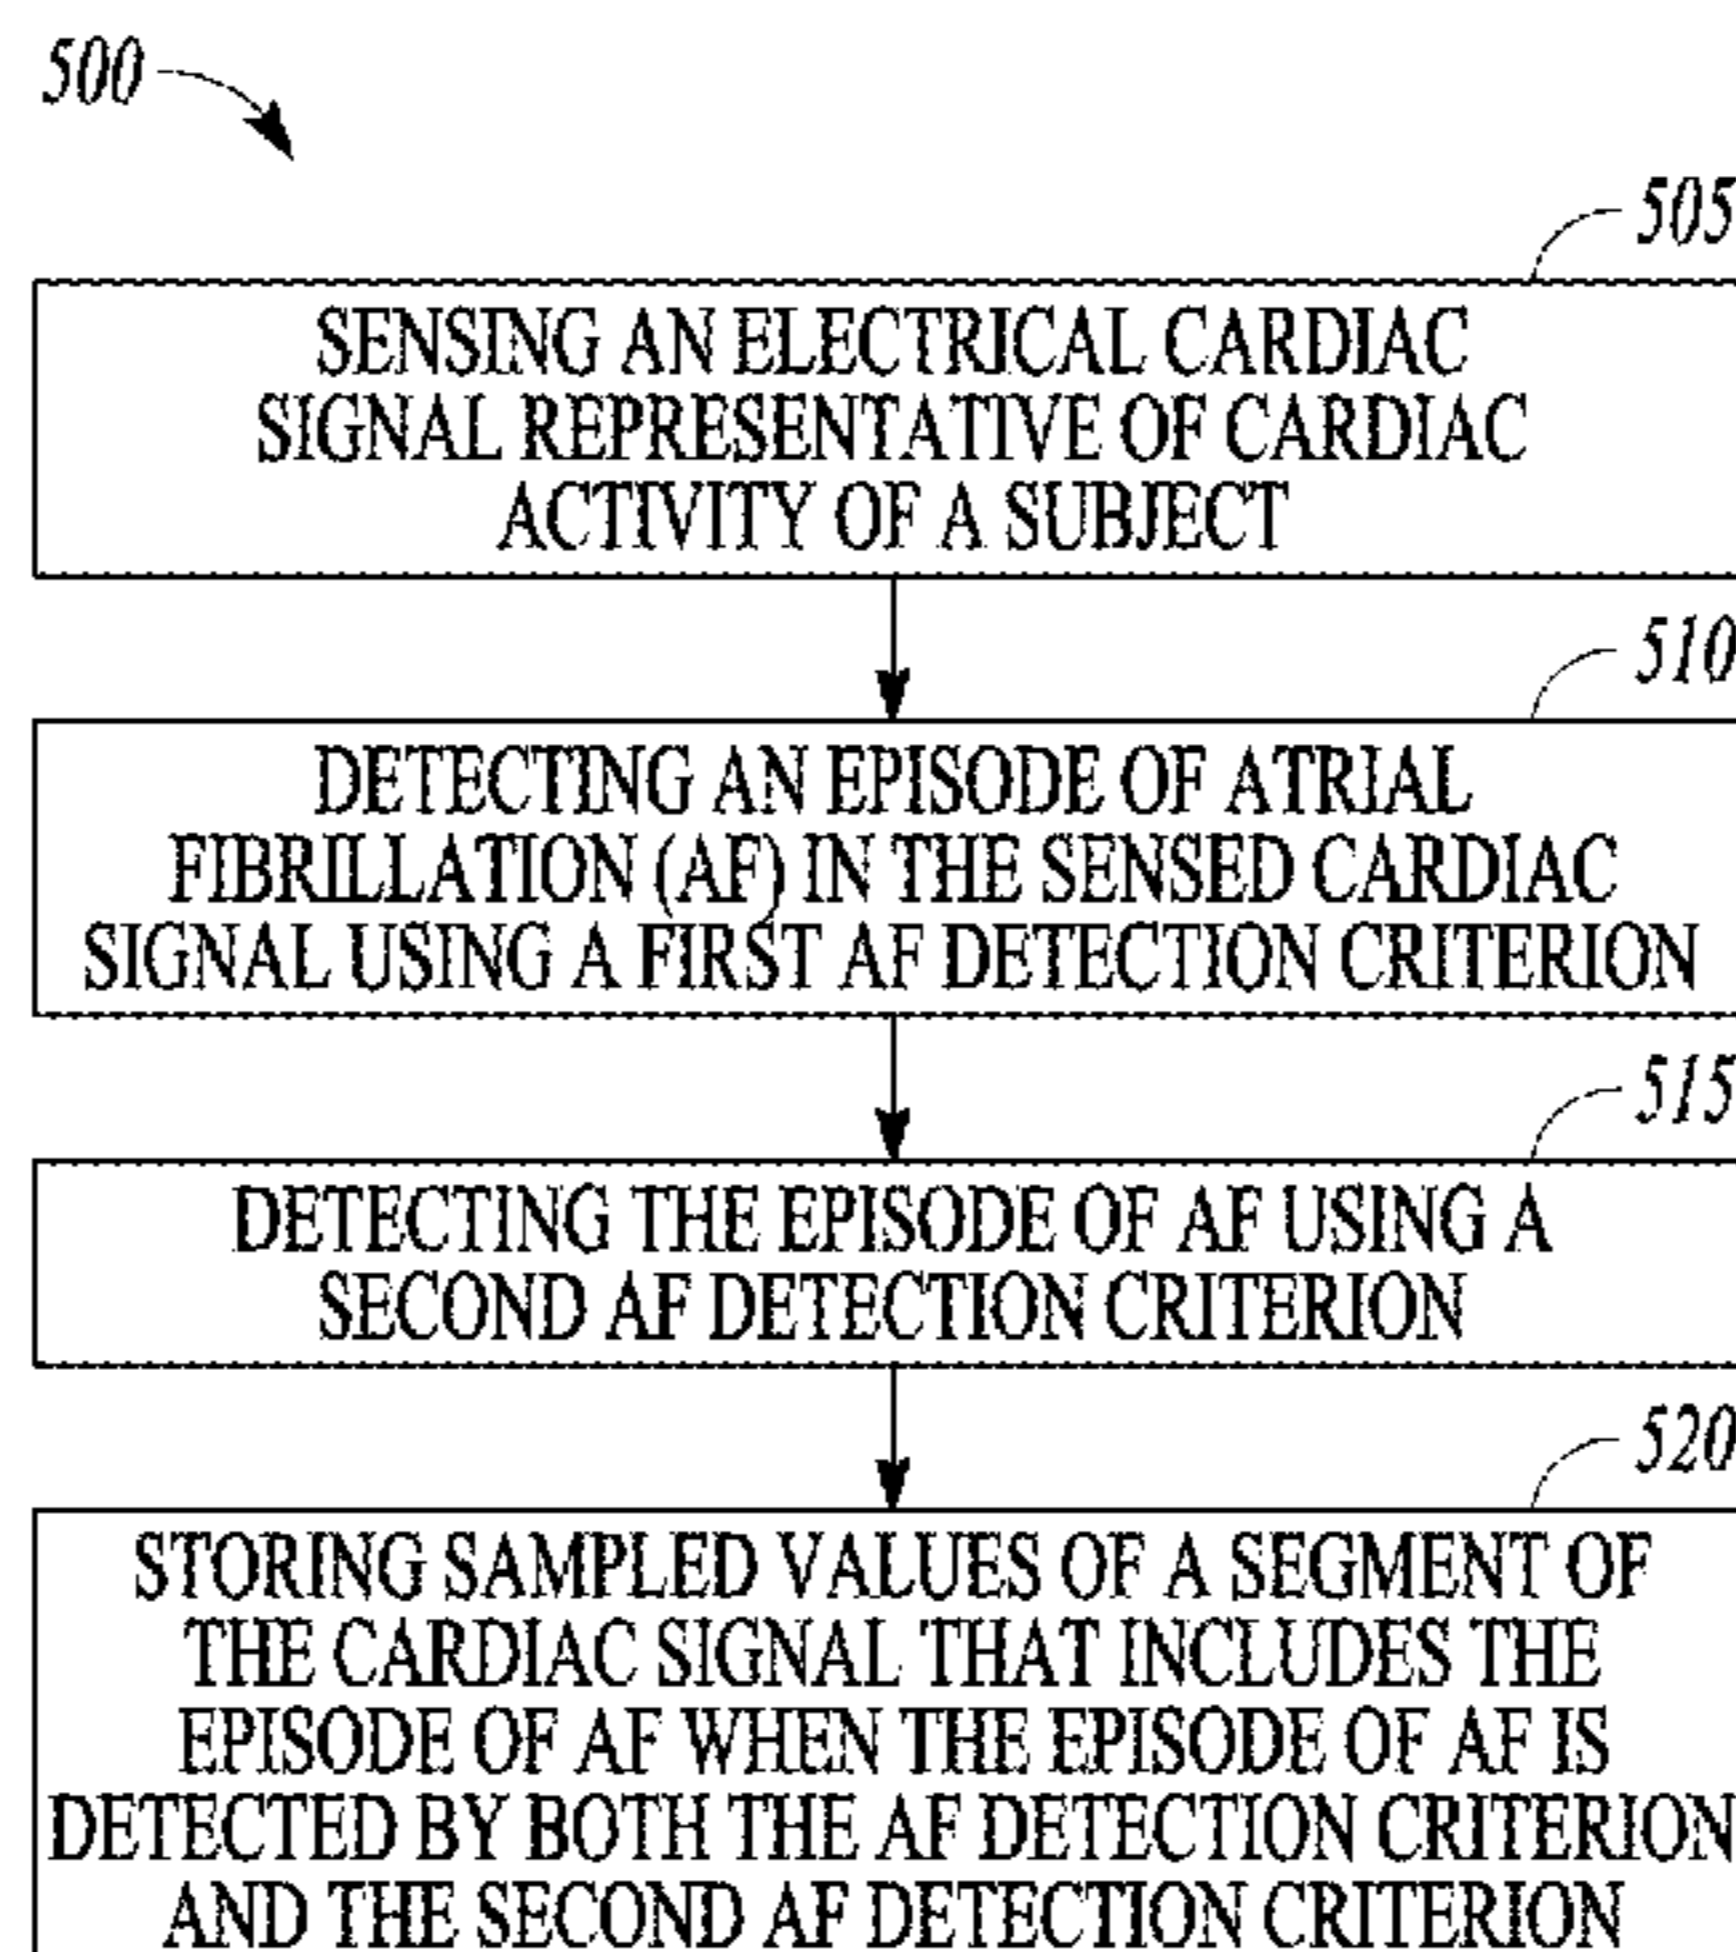 500
505
SENSING AN ELECTRICAL CARDIAC
SIGNAL REPRESENTATIVE OF CARDIAC
ACTIVITY OF A SUBJECT
510
DETECTING AN EPISODE OF ATRIAL
FIBRILLATION (AF) IN THE SENSED CARDIAC
SIGNAL USING A FIRST AF DETECTION CRITERION
515
DETECTING THE EPISODE OF AF USING A
SECOND AF DETECTION CRITERION
520
STORING SAMPLED VALUES OF A SEGMENT OF
THE CARDIAC SIGNAL THAT INCLUDES THE
EPISODE OF AF WHEN THE EPISODE OF AF IS
DETECTED BY BOTH THE AF DETECTION CRITERION
AND THE SECOND AF DETECTION CRITERION